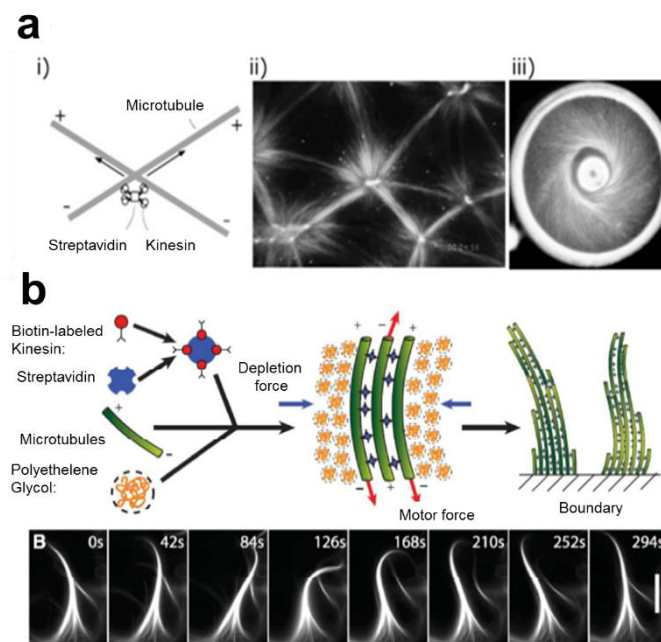 a
i)
ii)
iii)
Microtubule
+
+
-
-
Streptavidin
Kinesin
b
Biotin-labeled
Kinesin:
Streptavidin
+
Microtubules
-
Polyethelene
Glycol:
Depletion
force
+ - +
- + -
Motor force
Boundary
B
0s
42s
84s
126s
168s
210s
252s
294s